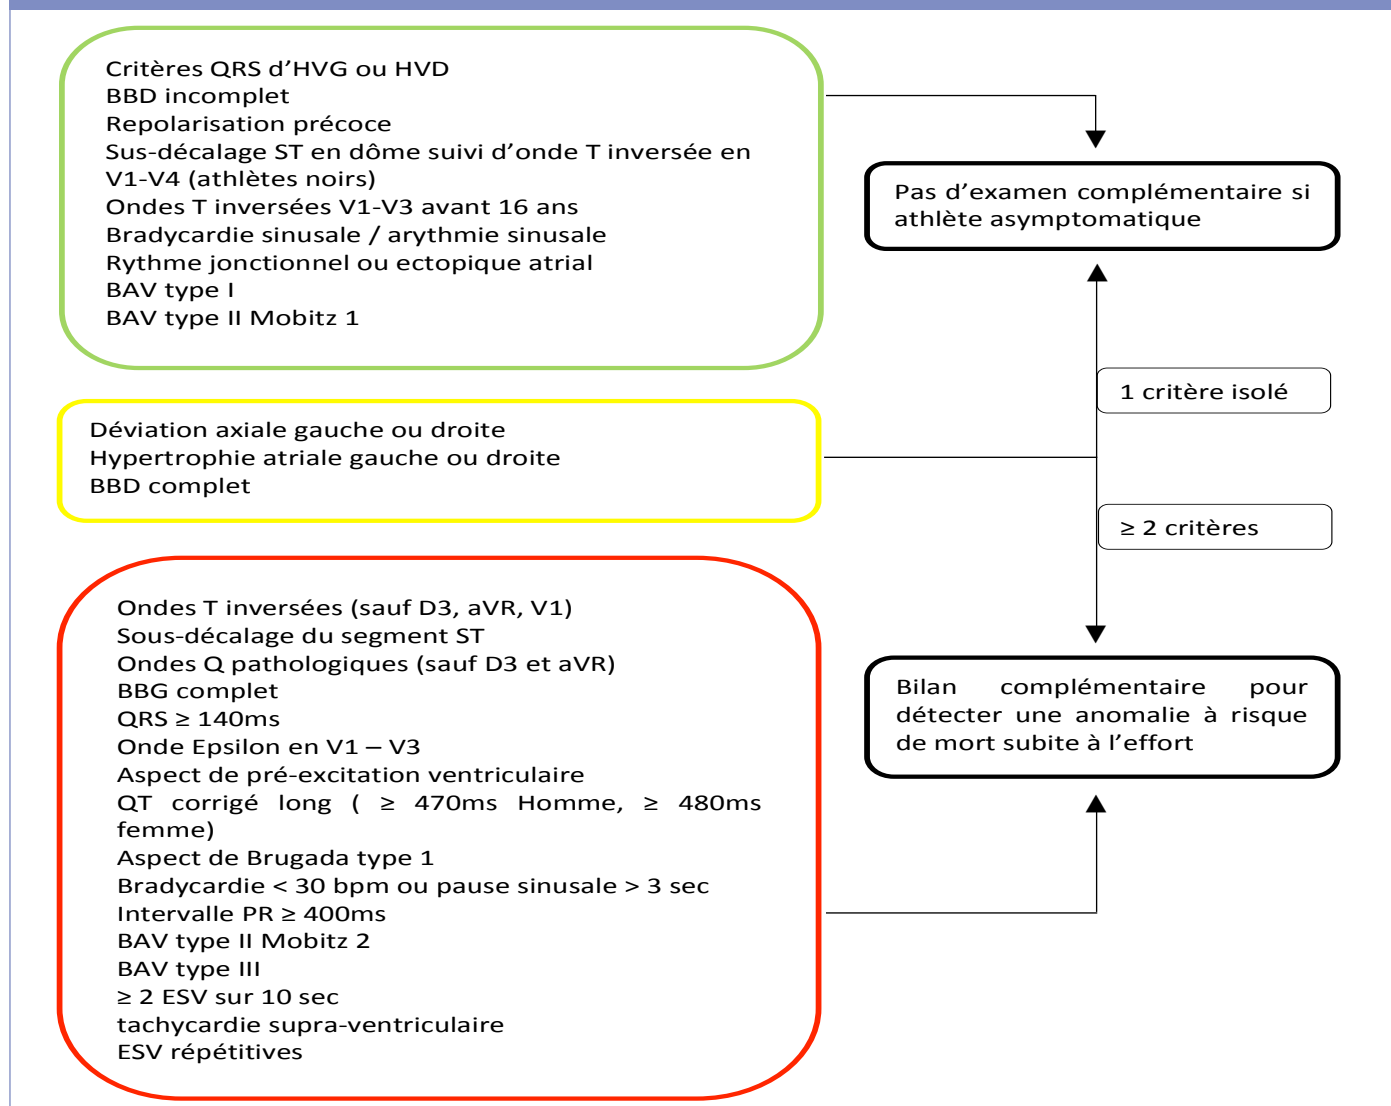 Critères QRS d’HVG ou HVD
BBD incomplet
Repolarisation précoce
Sus-décalage ST en dôme suivi d’onde T inversée en
V1-V4 (athlètes noirs)
Ondes T inversées V1-V3 avant 16 ans
Bradycardie sinusale / arythmie sinusale
Rythme jonctionnel ou ectopique atrial
BAV type I
BAV type II Mobitz 1
Pas d’examen complémentaire si
athlète asymptomatique
1 critère isolé
Déviation axiale gauche ou droite
Hypertrophie atriale gauche ou droite
BBD complet
≥ 2 critères
Ondes T inversées (sauf D3, aVR, V1)
Sous-décalage du segment ST
Ondes Q pathologiques (sauf D3 et aVR)
BBG complet
QRS ≥ 140ms
Onde Epsilon en V1 – V3
Aspect de pré-excitation ventriculaire
QT corrigé long ( ≥ 470ms Homme, ≥ 480ms
femme)
Aspect de Brugada type 1
Bradycardie < 30 bpm ou pause sinusale > 3 sec
Intervalle PR ≥ 400ms
BAV type II Mobitz 2
BAV type III
≥ 2 ESV sur 10 sec
tachycardie supra-ventriculaire
ESV répétitives
Bilan complémentaire pour
détecter une anomalie à risque
de mort subite à l’effort